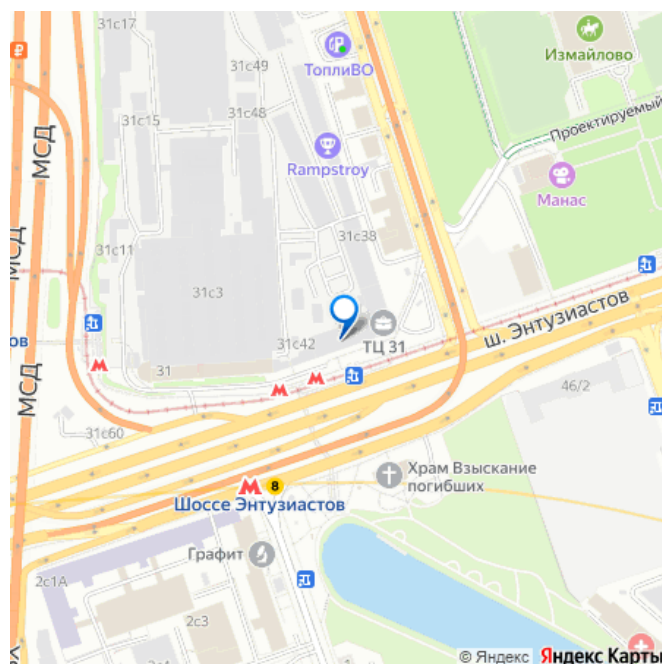 31с17
31с49
ТоплиВО
Измайлово
31с15
31с48
Проектируемый
МСД
Rampstroy
Манас
31с38
31с11
МСД
31с3
ш. Энтузиастов
ов
31с42
ТЦ 31
31
МСД
46/2
31с60
Храм Взыскание
погибших
8
Шоссе Энтузиастов
Графит
2с1А
2с3
© Яндекс Яндекс Карты